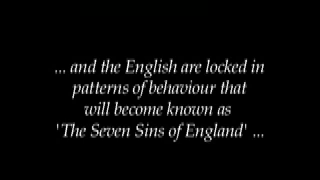 ... and the English are locked in
patterns of behaviour that
will become known as
'The Seven Sins of England' ...